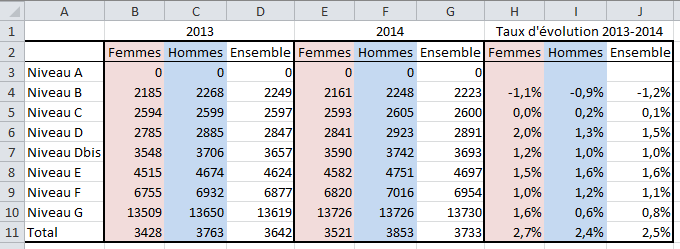 A B C D E F G H I J
1 2013 2014 Taux d'évolution 2013-2014
2 Femmes Hommes Ensemble Femmes Hommes Ensemble Femmes Hommes Ensemble
3 Niveau A 0 0 0 0 0 0
4 Niveau B 2185 2268 2249 2161 2248 2223 -1,1% -0,9% -1,2%
5 Niveau C 2594 2599 2597 2593 2605 2600 0,0% 0,2% 0,1%
6 Niveau D 2785 2885 2847 2841 2923 2891 2,0% 1,3% 1,5%
7 Niveau Dbis 3548 3706 3657 3590 3742 3693 1,2% 1,0% 1,0%
8 Niveau E 4515 4674 4624 4582 4751 4697 1,5% 1,6% 1,6%
9 Niveau F 6755 6932 6877 6820 7016 6954 1,0% 1,2% 1,1%
10 Niveau G 13509 13650 13619 13726 13726 13730 1,6% 0,6% 0,8%
11 Total 3428 3763 3642 3521 3853 3733 2,7% 2,4% 2,5%